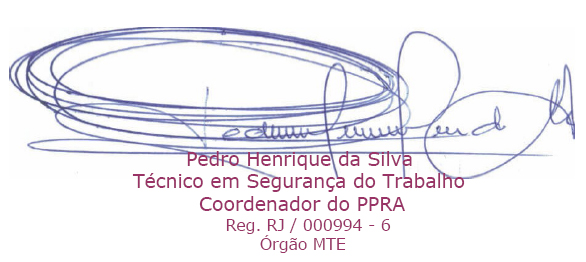 Pedro Henrique da Silva
Técnico em Segurança do Trabalho
Coordenador do PPRA
Reg. RJ / 000994 - 6
Órgão MTE